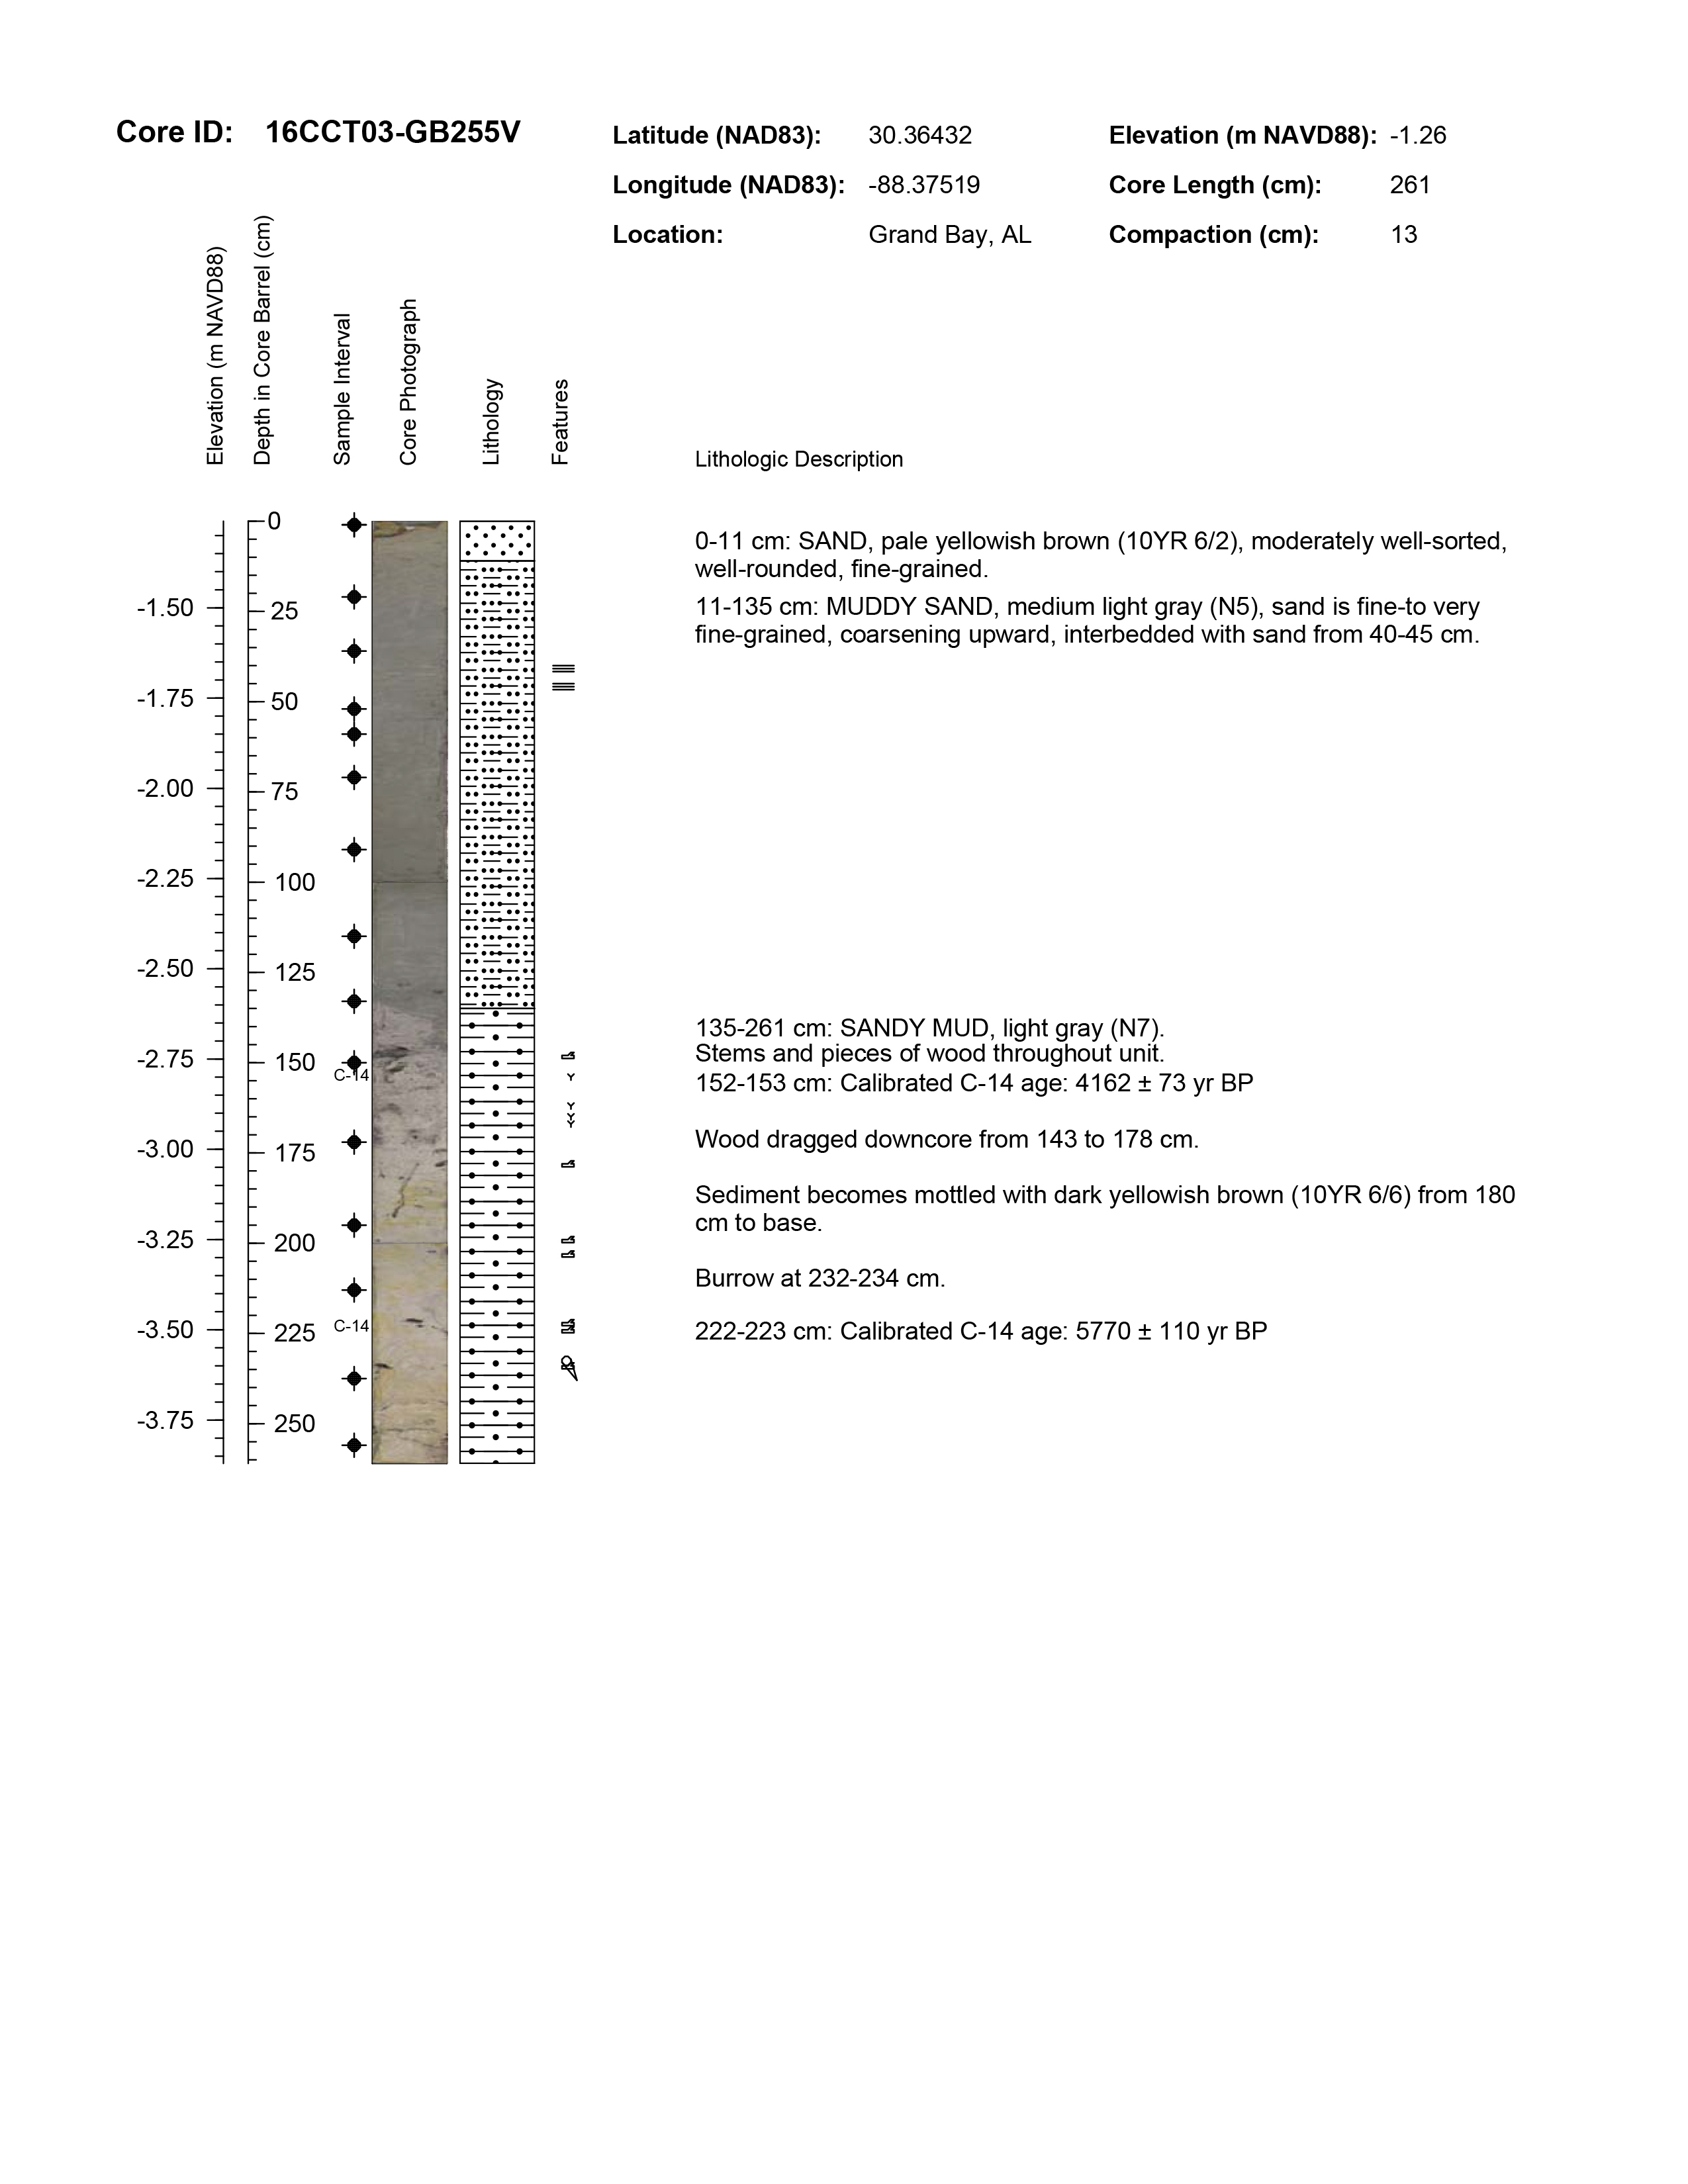 Core ID: 16CCT03-GB255V
Latitude (NAD83): 30.36432
Elevation (m NAVD88): -1.26
Longitude (NAD83): -88.37519
Core Length (cm): 261
Location: Grand Bay, AL
Compaction (cm): 13
Elevation (m NAVD88)
Depth in Core Barrel (cm)
Sample Interval
Core Photograph
Lithology
Features
Lithologic Description
0
25
50
75
100
125
150
175
200
225
250
-1.50
-1.75
-2.00
-2.25
-2.50
-2.75
-3.00
-3.25
-3.50
-3.75
C-14
C-14
0-11 cm: SAND, pale yellowish brown (10YR 6/2), moderately well-sorted,
well-rounded, fine-grained.
11-135 cm: MUDDY SAND, medium light gray (N5), sand is fine-to very
fine-grained, coarsening upward, interbedded with sand from 40-45 cm.
135-261 cm: SANDY MUD, light gray (N7).
Stems and pieces of wood throughout unit.
152-153 cm: Calibrated C-14 age: 4162 ± 73 yr BP
Wood dragged downcore from 143 to 178 cm.
Sediment becomes mottled with dark yellowish brown (10YR 6/6) from 180
cm to base.
Burrow at 232-234 cm.
222-223 cm: Calibrated C-14 age: 5770 ± 110 yr BP